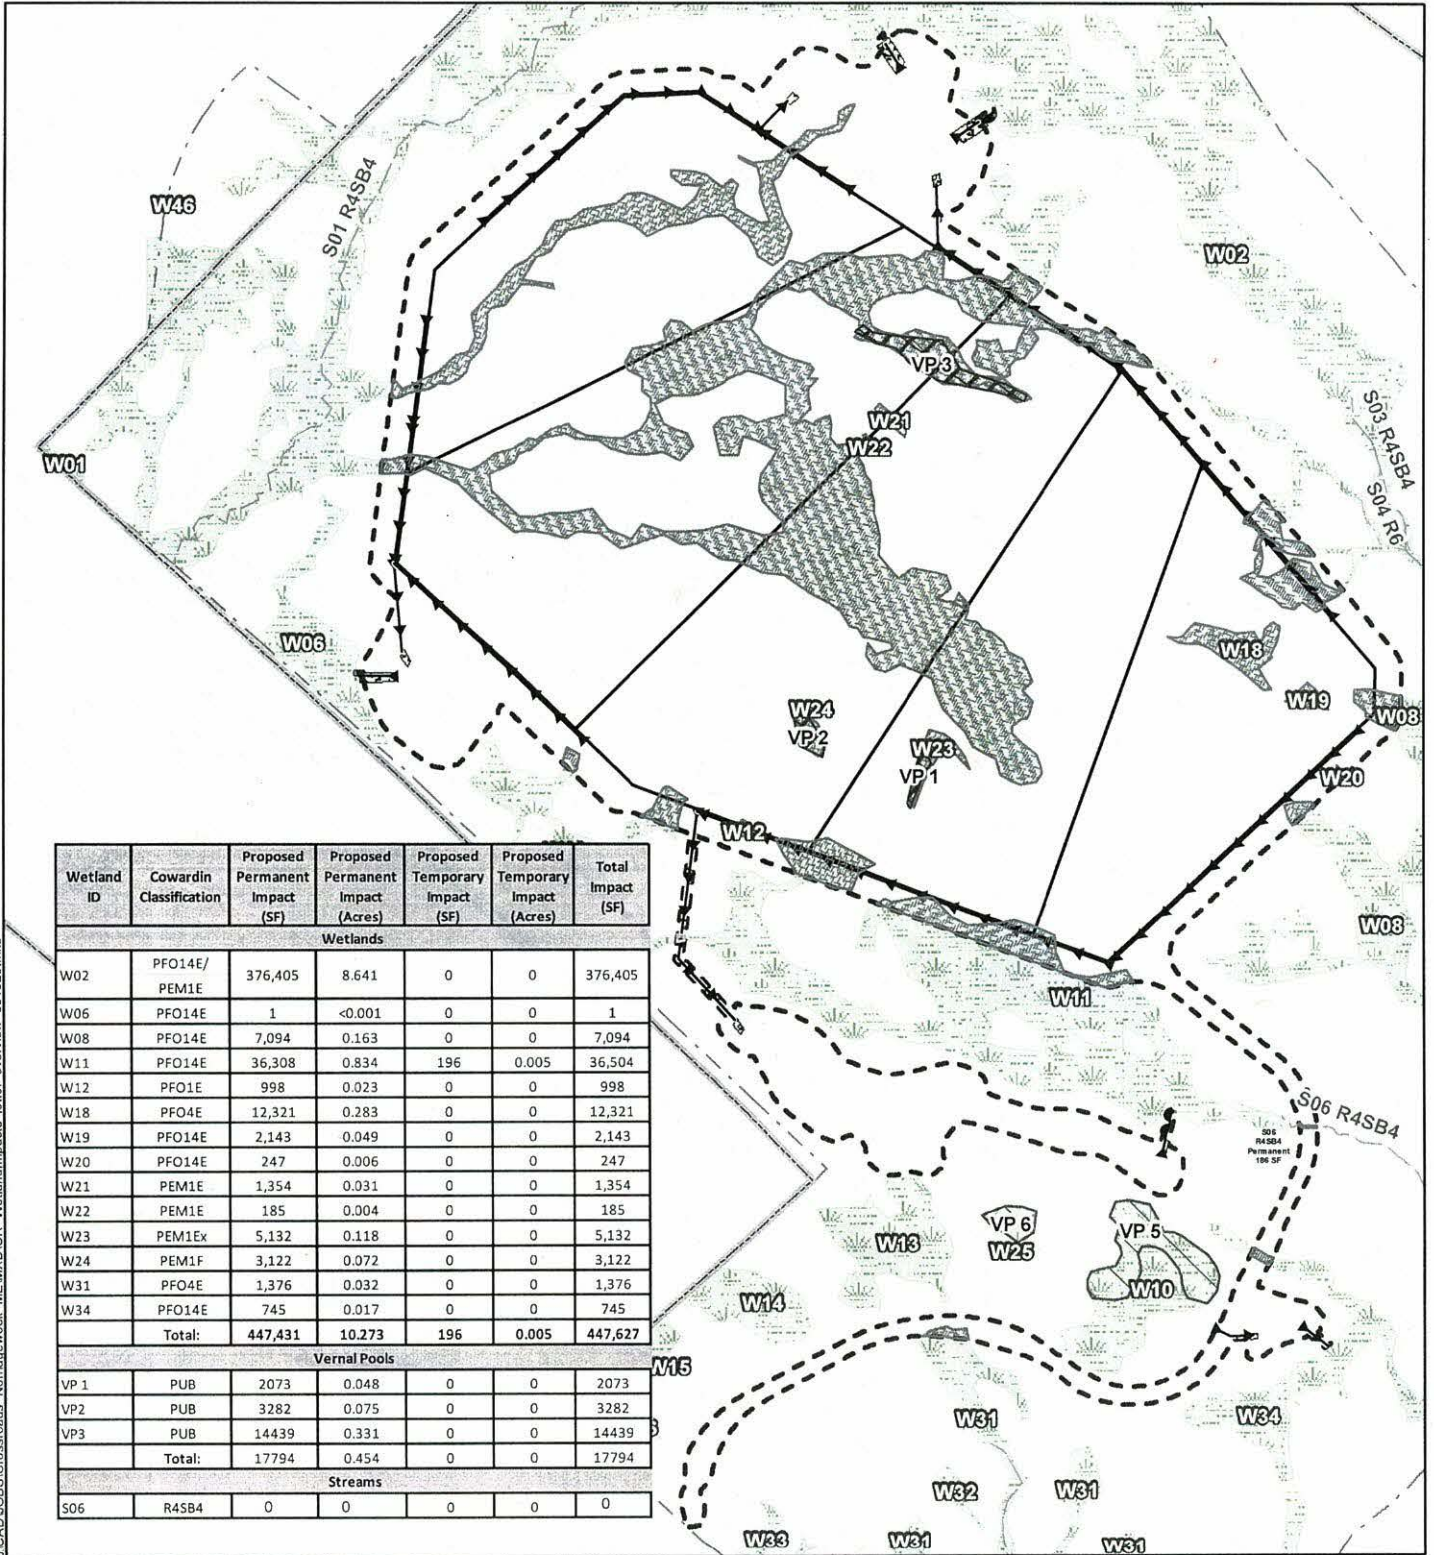 W46
S01 R4SB4
W02
W01
VP 3
W21
W22
S03 R4SB4
S04 R6
W06
W18
W19
W08
W24
VP 2
W23
VP 1
W20
W12
W08
W11
S06 R4SB4
S06
R4SB4
Permanent
186 SF
VP 6
W25
VP 5
W13
W10
W14
W15
W31
W34
W32
W31
W33
W31
W31
Wetland ID | Cowardin Classification | Proposed Permanent Impact (SF) | Proposed Permanent Impact (Acres) | Proposed Temporary Impact (SF) | Proposed Temporary Impact (Acres) | Total Impact (SF)
Wetlands
W02 | PFO14E/ PEM1E | 376,405 | 8.641 | 0 | 0 | 376,405
W06 | PFO14E | 1 | <0.001 | 0 | 0 | 1
W08 | PFO14E | 7,094 | 0.163 | 0 | 0 | 7,094
W11 | PFO14E | 36,308 | 0.834 | 196 | 0.005 | 36,504
W12 | PFO1E | 998 | 0.023 | 0 | 0 | 998
W18 | PFO4E | 12,321 | 0.283 | 0 | 0 | 12,321
W19 | PFO14E | 2,143 | 0.049 | 0 | 0 | 2,143
W20 | PFO14E | 247 | 0.006 | 0 | 0 | 247
W21 | PEM1E | 1,354 | 0.031 | 0 | 0 | 1,354
W22 | PEM1E | 185 | 0.004 | 0 | 0 | 185
W23 | PEM1Ex | 5,132 | 0.118 | 0 | 0 | 5,132
W24 | PEM1F | 3,122 | 0.072 | 0 | 0 | 3,122
W31 | PFO4E | 1,376 | 0.032 | 0 | 0 | 1,376
W34 | PFO14E | 745 | 0.017 | 0 | 0 | 745
Total: | 447,431 | 10.273 | 196 | 0.005 | 447,627
Vernal Pools
VP 1 | PUB | 2073 | 0.048 | 0 | 0 | 2073
VP2 | PUB | 3282 | 0.075 | 0 | 0 | 3282
VP3 | PUB | 14439 | 0.331 | 0 | 0 | 14439
Total: | 17794 | 0.454 | 0 | 0 | 17794
Streams
S06 | R4SB4 | 0 | 0 | 0 | 0 | 0